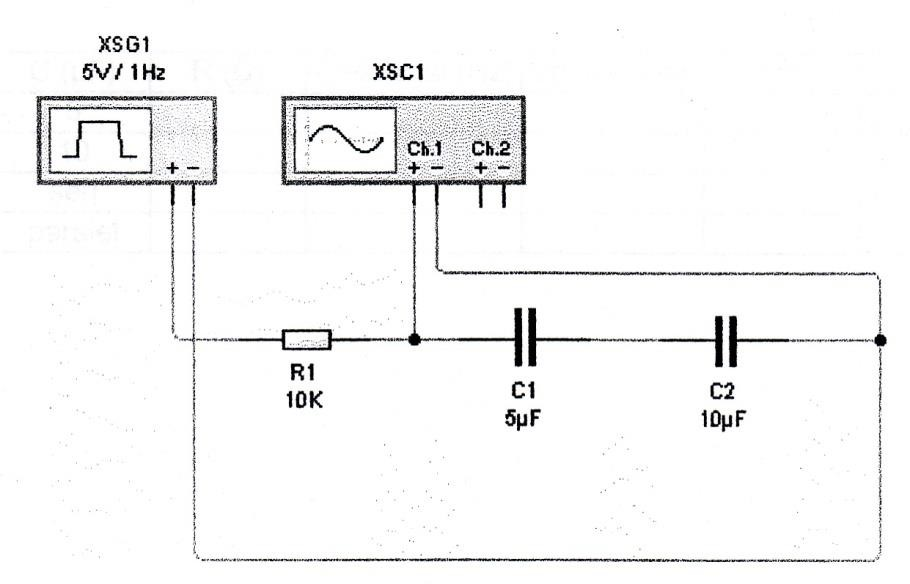 XSG1
5V / 1Hz
XSC1
Ch.1
Ch.2
+ −
+ −
+ −
R1
10K
C1
5µF
C2
10µF